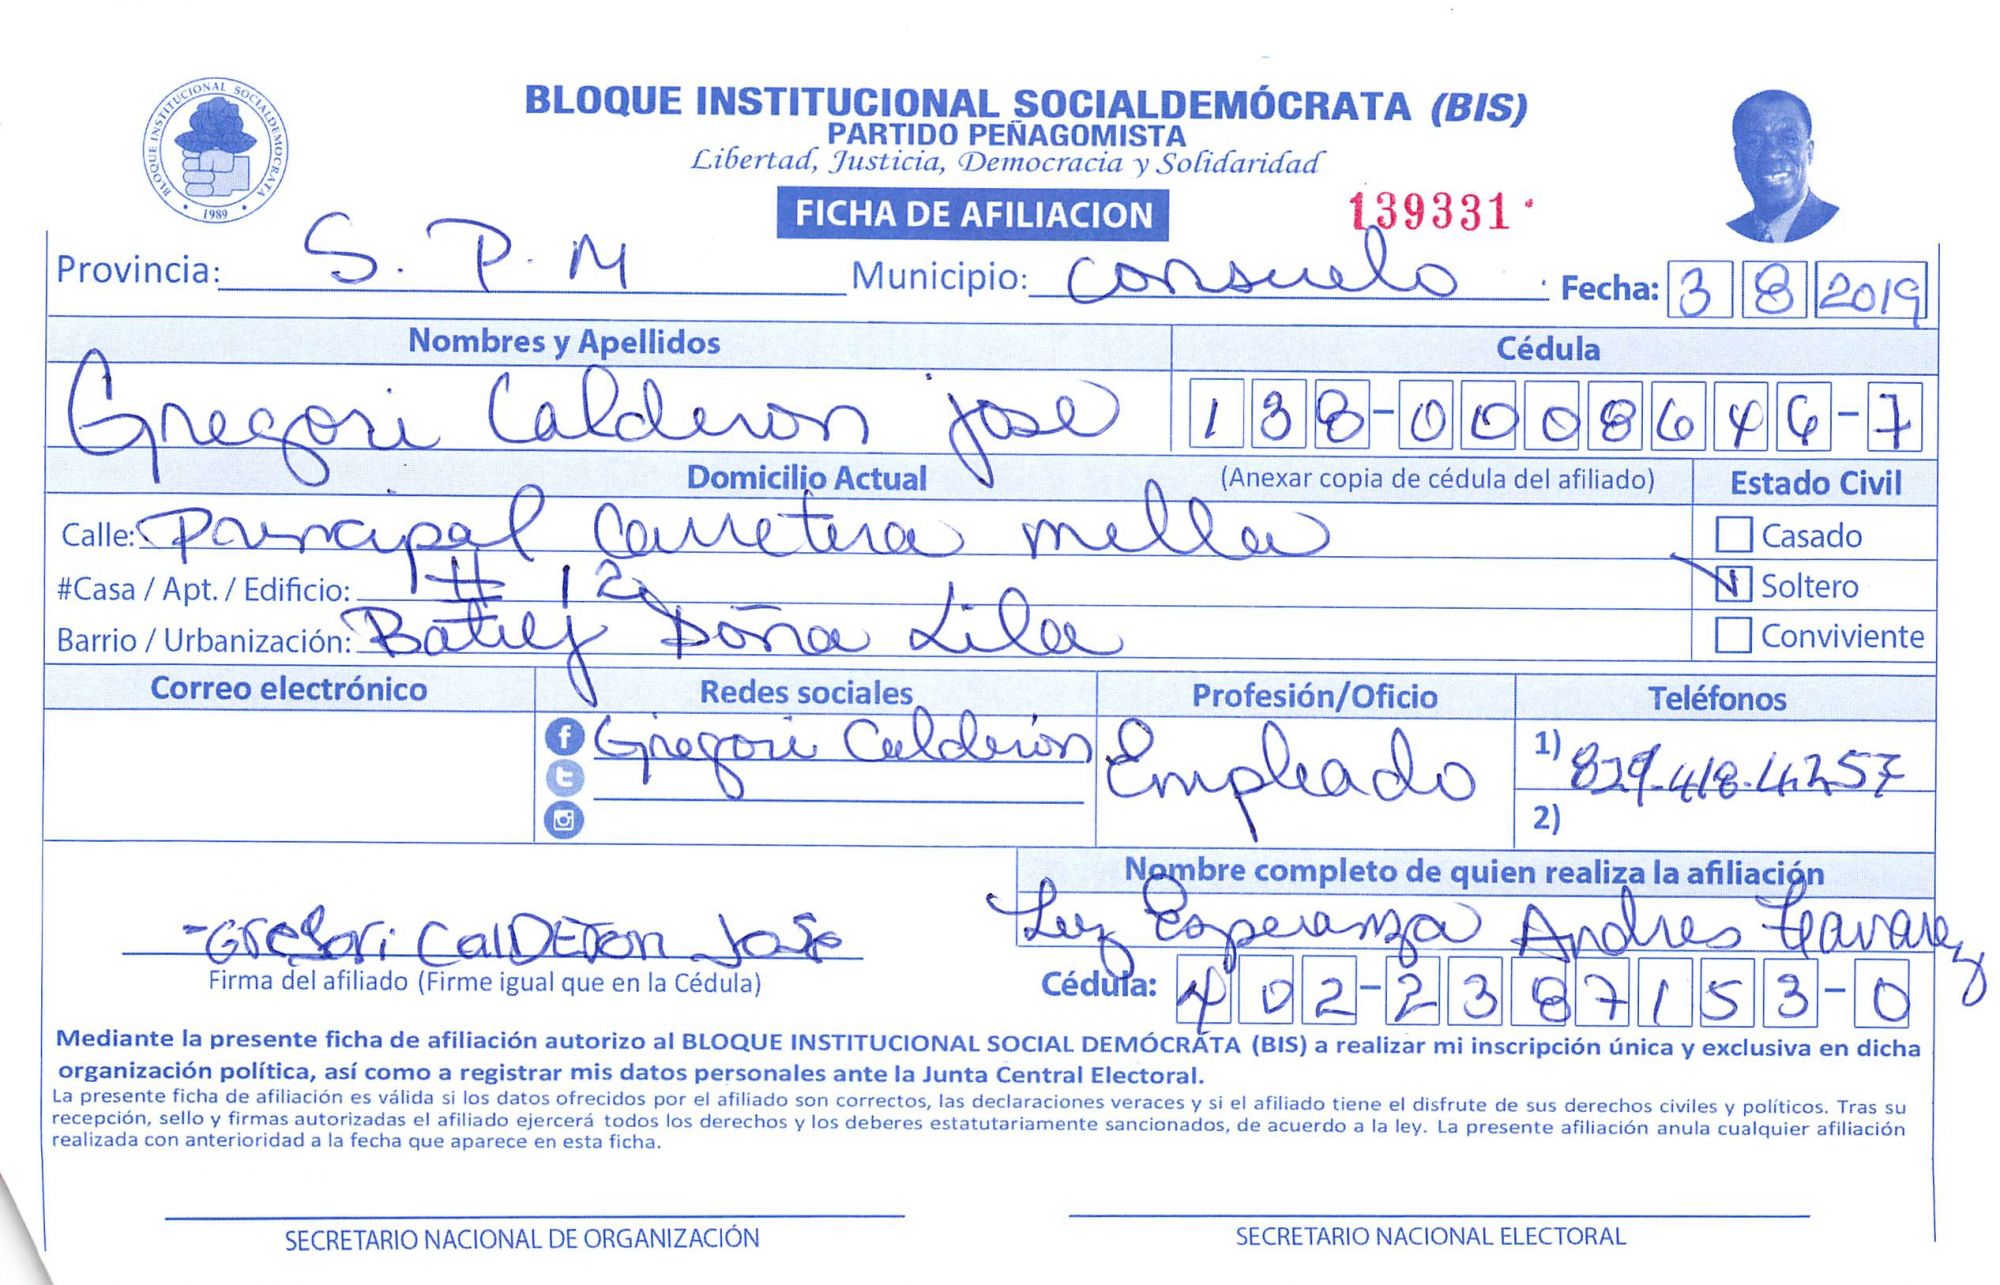 BLOQUE INSTITUCIONAL SOCIALDEMOCRATA
1989
BLOQUE INSTITUCIONAL SOCIALDEMÓCRATA (BIS)
PARTIDO PEÑAGOMISTA
Libertad, Justicia, Democracia y Solidaridad
FICHA DE AFILIACION 139331
Provincia: S. P. M Municipio: Consuelo Fecha: 3 8 2019
Nombres y Apellidos Cédula
Gregori Calderon jose 138-0008646-7
Domicilio Actual (Anexar copia de cédula del afiliado) Estado Civil
Calle: Principal Carretera mella Casado
#Casa / Apt. / Edificio: # 12 Soltero
Barrio / Urbanización: Batey Doña Lila Conviviente
Correo electrónico Redes sociales Profesión/Oficio Teléfonos
Gregori Calderón Empleado 1) 829-418-4257
2)
Nombre completo de quien realiza la afiliación
Luz Esperanza Andres Tavarez
-Gregori CalDEron Jose
Firma del afiliado (Firme igual que en la Cédula) Cédula: 402-2387153-0
Mediante la presente ficha de afiliación autorizo al BLOQUE INSTITUCIONAL SOCIAL DEMÓCRATA (BIS) a realizar mi inscripción única y exclusiva en dicha
organización política, así como a registrar mis datos personales ante la Junta Central Electoral.
La presente ficha de afiliación es válida si los datos ofrecidos por el afiliado son correctos, las declaraciones veraces y si el afiliado tiene el disfrute de sus derechos civiles y políticos. Tras su
recepción, sello y firmas autorizadas el afiliado ejercerá todos los derechos y los deberes estatutariamente sancionados, de acuerdo a la ley. La presente afiliación anula cualquier afiliación
realizada con anterioridad a la fecha que aparece en esta ficha.
SECRETARIO NACIONAL DE ORGANIZACIÓN SECRETARIO NACIONAL ELECTORAL